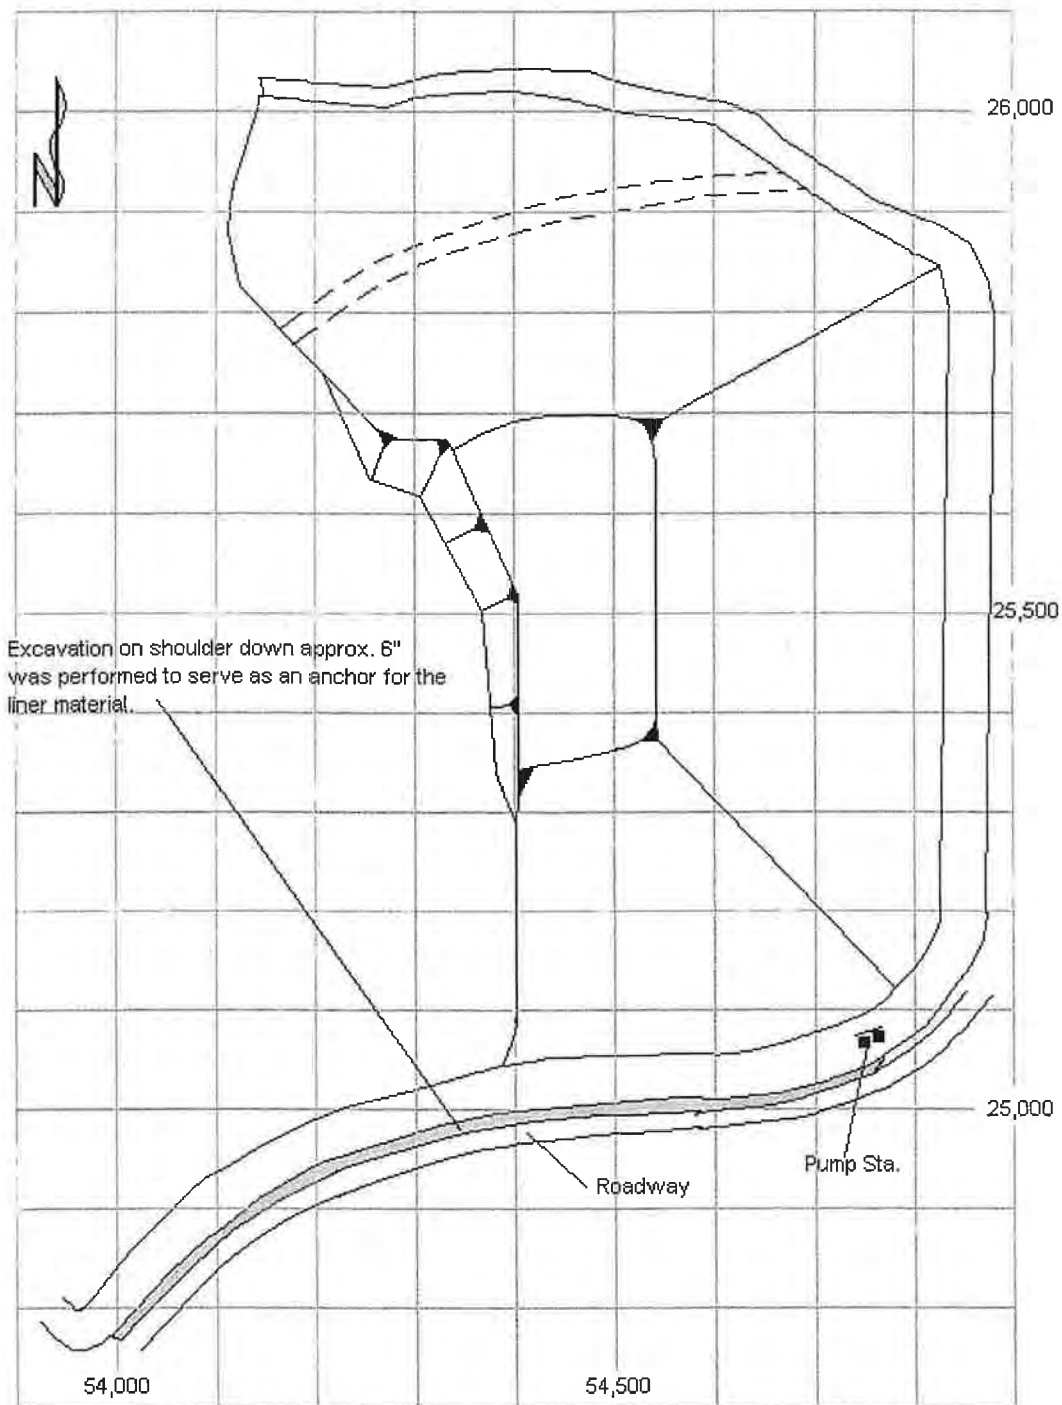 N
26,000
25,500
Excavation on shoulder down approx. 6"
was performed to serve as an anchor for the
liner material.
25,000
Pump Sta.
Roadway
54,000
54,500